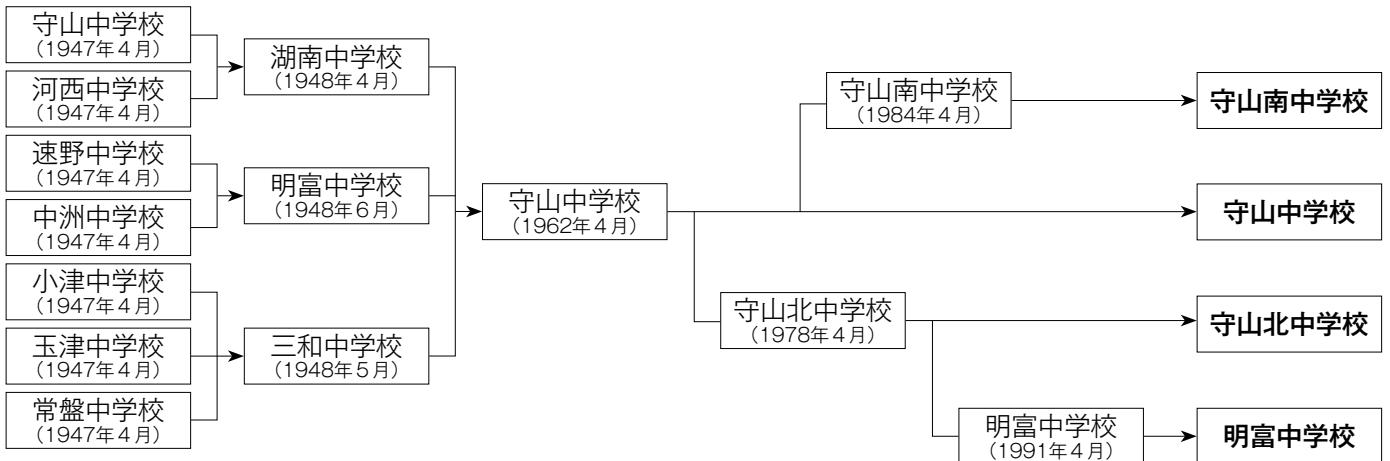 守山中学校
（1947年4月）
河西中学校
（1947年4月）
速野中学校
（1947年4月）
中洲中学校
（1947年4月）
小津中学校
（1947年4月）
玉津中学校
（1947年4月）
常盤中学校
（1947年4月）
湖南中学校
（1948年4月）
明富中学校
（1948年6月）
三和中学校
（1948年5月）
守山中学校
（1962年4月）
守山南中学校
（1984年4月）
守山北中学校
（1978年4月）
明富中学校
（1991年4月）
守山南中学校
守山中学校
守山北中学校
明富中学校